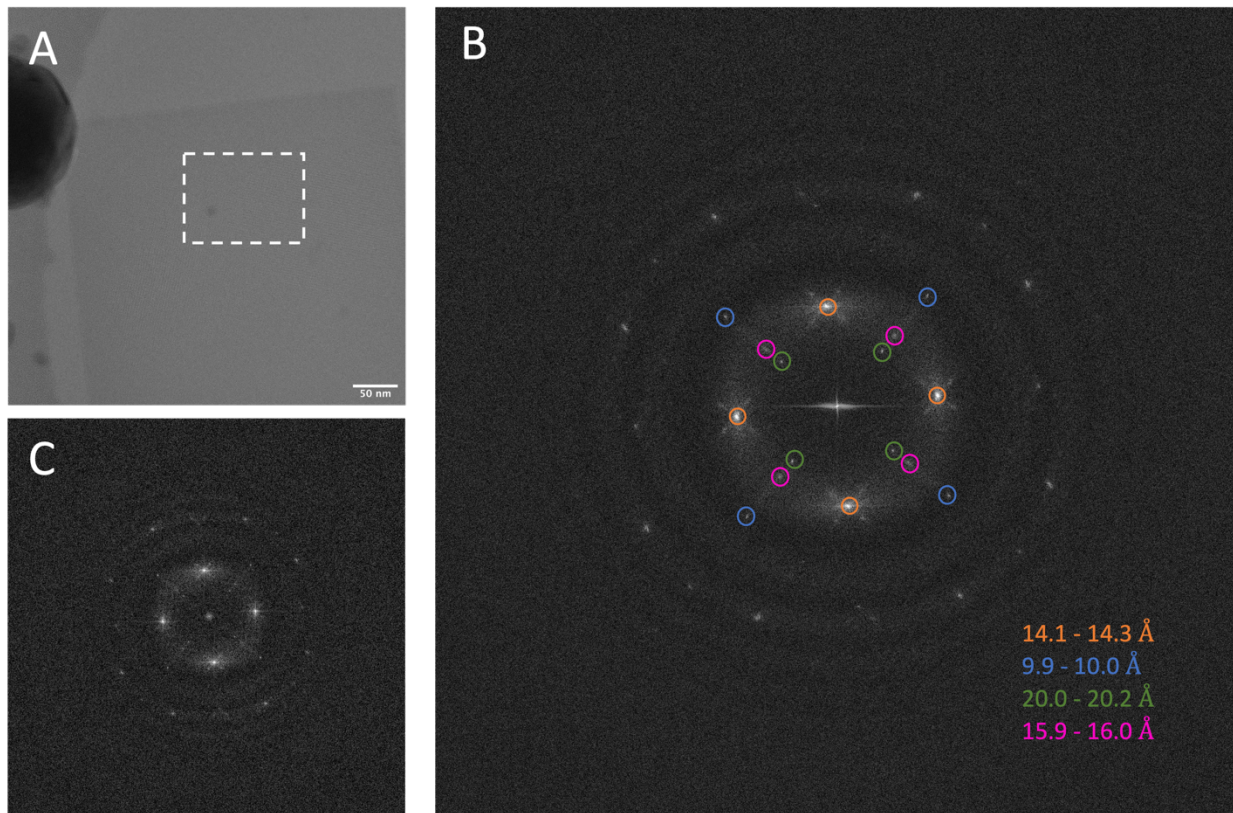 A
50 nm
B
C
14.1 - 14.3 Å
9.9 - 10.0 Å
20.0 - 20.2 Å
15.9 - 16.0 Å